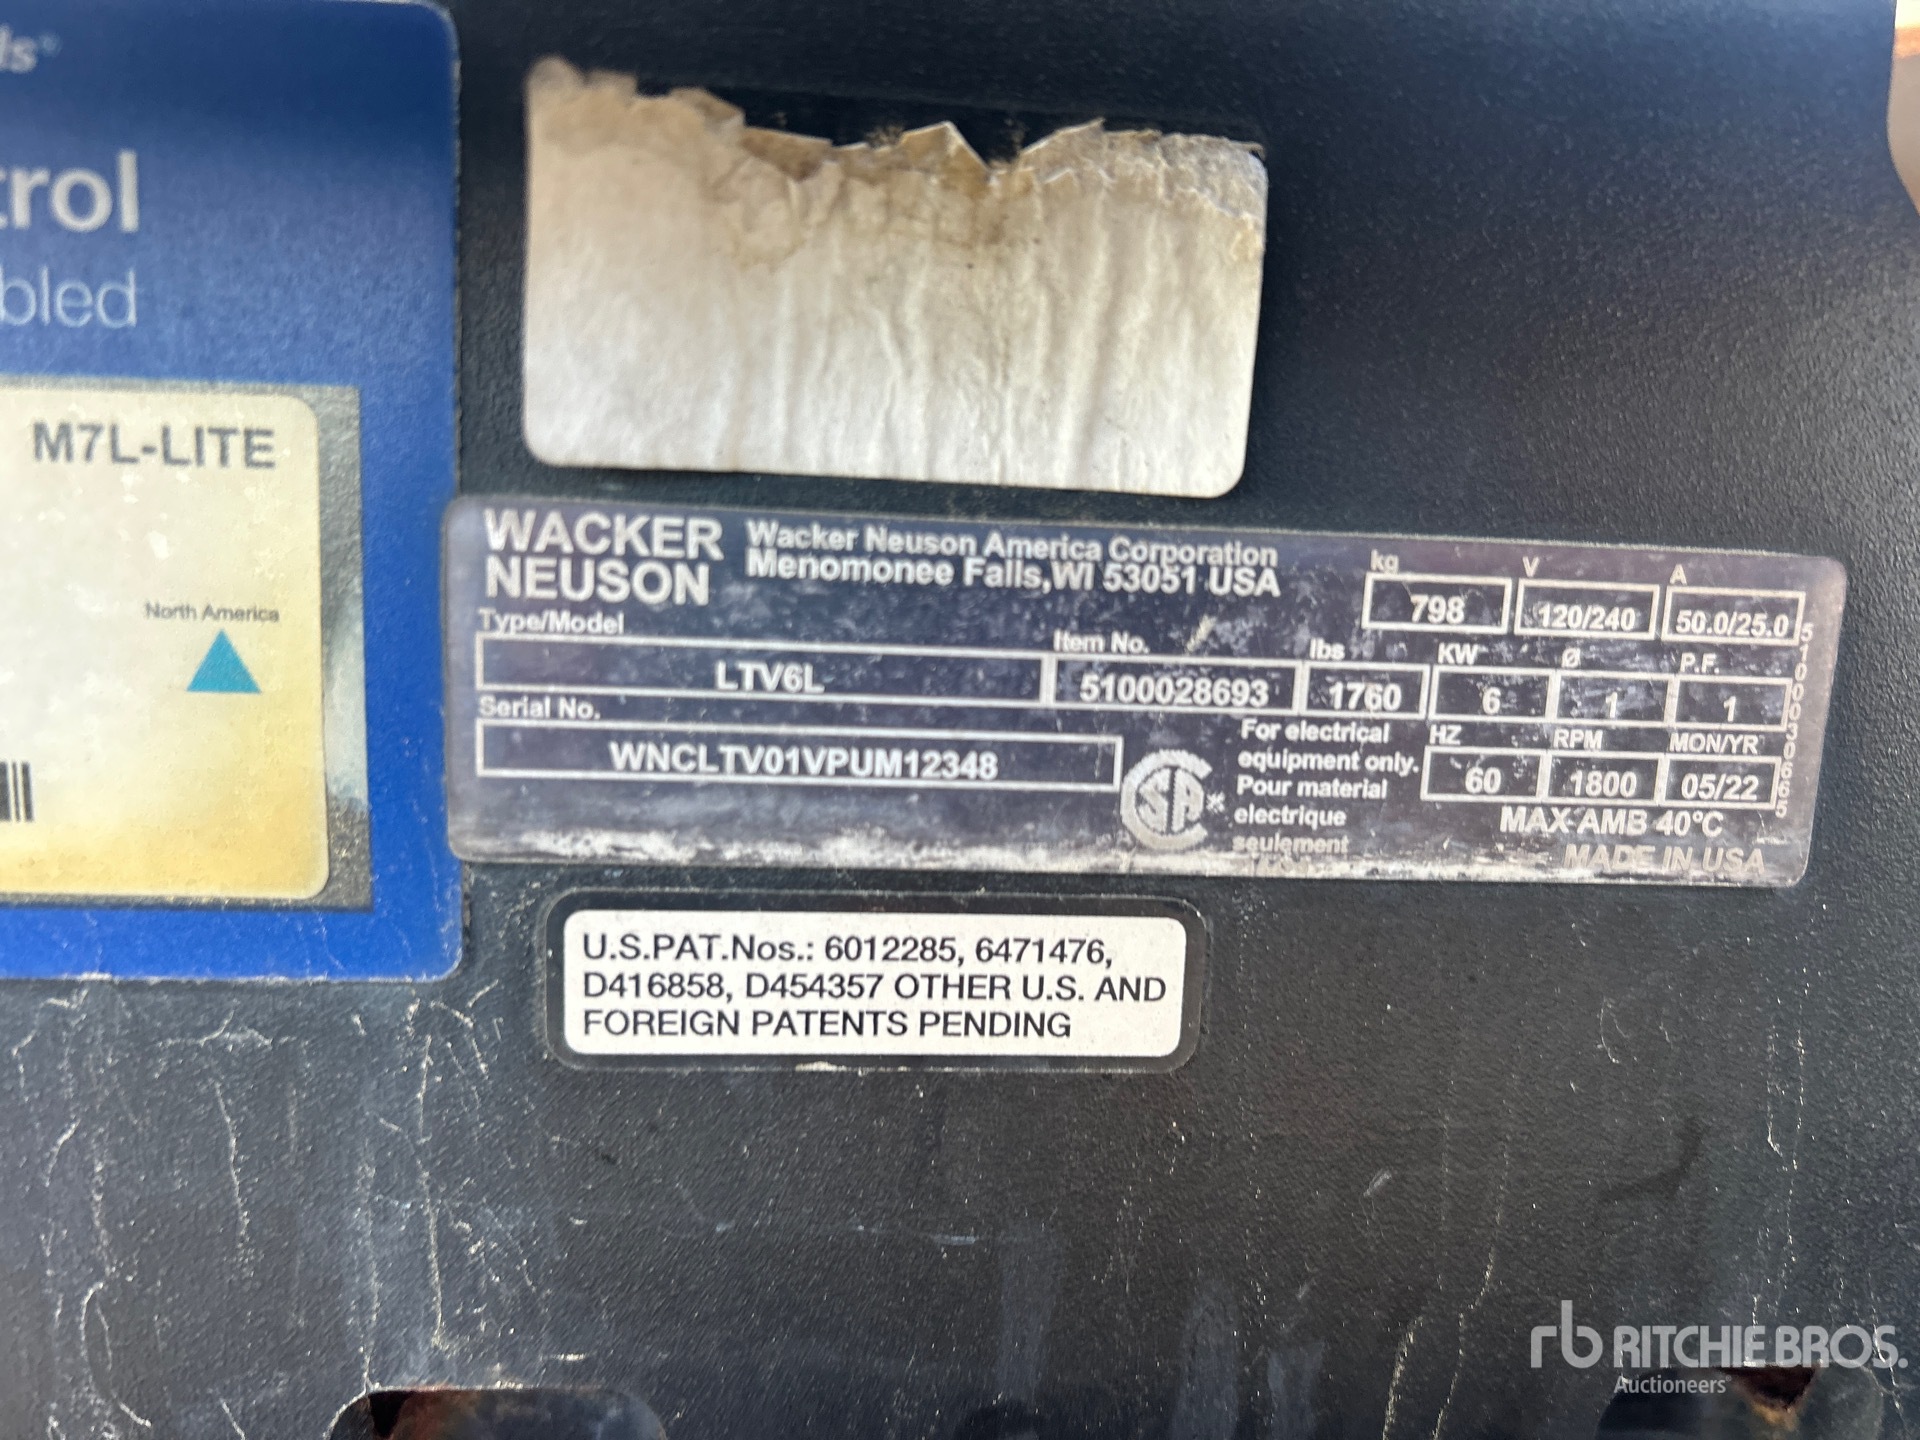 ls®
trol
bled
M7L-LITE
North America
WACKER
NEUSON
Wacker Neuson America Corporation
Menomonee Falls,WI 53051 USA
kg
V
A
798
120/240
50.0/25.0
Type/Model
Item No.
lbs
KW
Ø
P.F.
LTV6L
5100028693
1760
6
1
1
Serial No.
HZ
RPM
MON/YR
WNCLTV01VPUM12348
60
1800
05/22
SA
For electrical
equipment only.
Pour material
electrique
seulement
MAX AMB 40°C
MADE IN USA
5100030665
U.S.PAT.Nos.: 6012285, 6471476,
D416858, D454357 OTHER U.S. AND
FOREIGN PATENTS PENDING
rb RITCHIE BROS.
Auctioneers